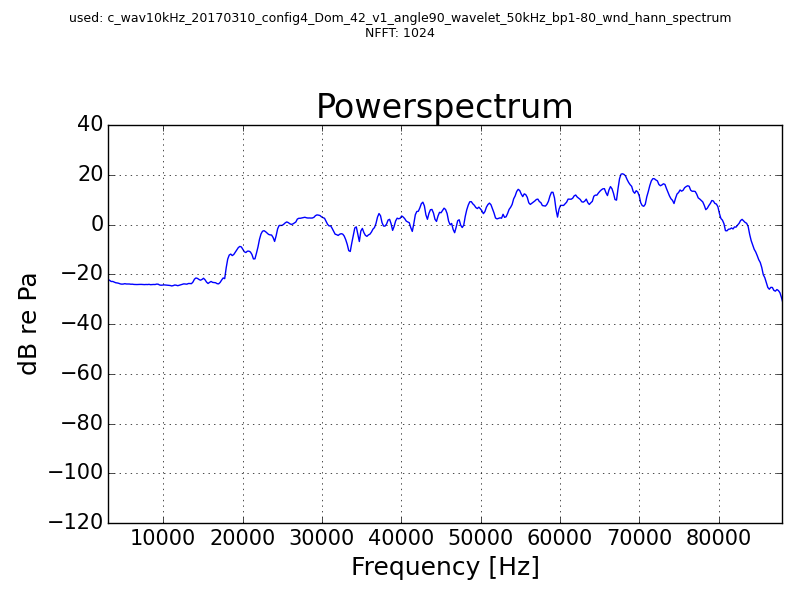 used: c_wav10kHz_20170310_config4_Dom_42_v1_angle90_wavelet_50kHz_bp1-80_wnd_hann_spectrum
NFFT: 1024
Powerspectrum
40
20
0
−20
−40
−60
−80
−100
−120
dB re Pa
10000 20000 30000 40000 50000 60000 70000 80000
Frequency [Hz]